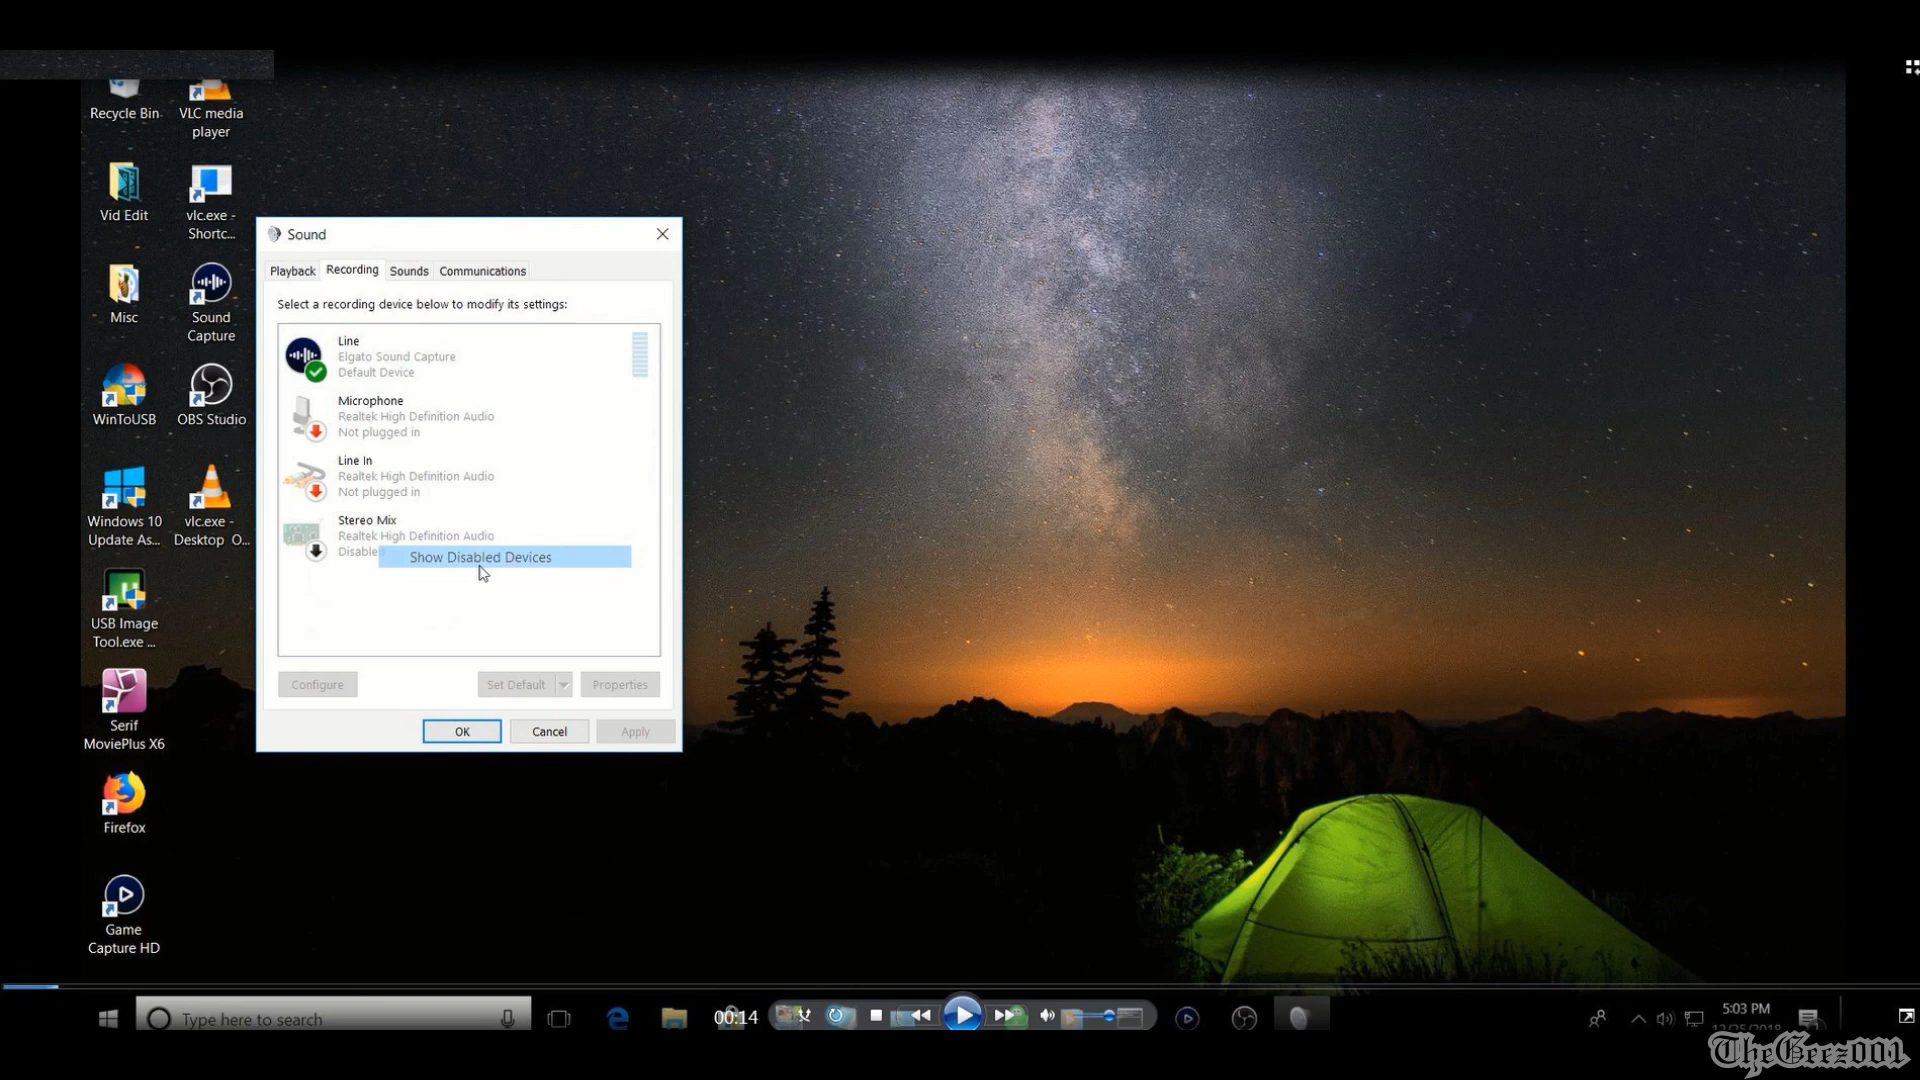 Recycle Bin
VLC media
player
Vid Edit
vlc.exe -
Shortc...
Misc
Sound
Capture
WinToUSB
OBS Studio
Windows 10
Update As...
vlc.exe -
Desktop O...
USB Image
Tool.exe ...
Serif
MoviePlus X6
Firefox
Game
Capture HD
Sound
Playback
Recording
Sounds
Communications
Select a recording device below to modify its settings:
Line
Elgato Sound Capture
Default Device
Microphone
Realtek High Definition Audio
Not plugged in
Line In
Realtek High Definition Audio
Not plugged in
Stereo Mix
Realtek High Definition Audio
Disable
Show Disabled Devices
Configure
Set Default
Properties
OK
Cancel
Apply
Type here to search
00:14
5:03 PM
12/25/2018
TheGeez001